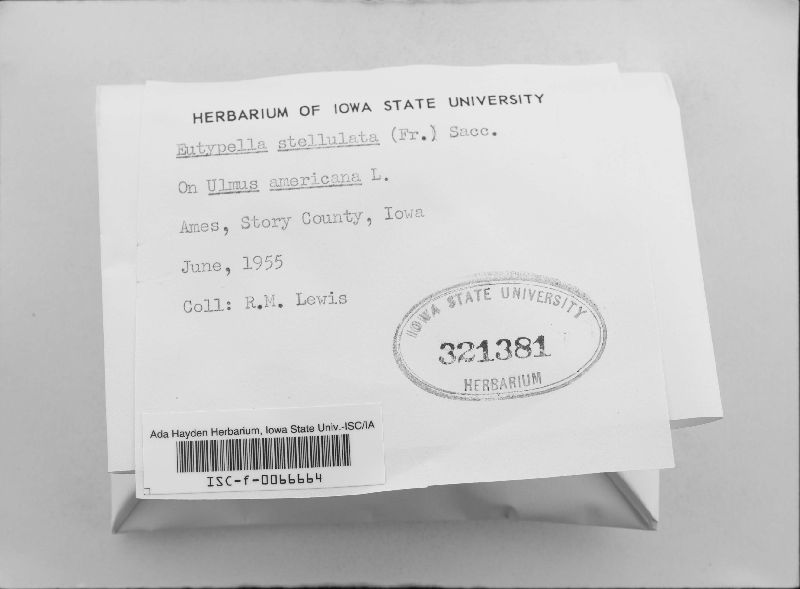 HERBARIUM OF IOWA STATE UNIVERSITY
Eutypella stellulata (Fr.) Sacc.
On Ulmus americana L.
Ames, Story County, Iowa
June, 1955
Coll: R.M. Lewis
IOWA STATE UNIVERSITY
321381
HERBARIUM
Ada Hayden Herbarium, Iowa State Univ.-ISC/IA
ISC-f-0066664